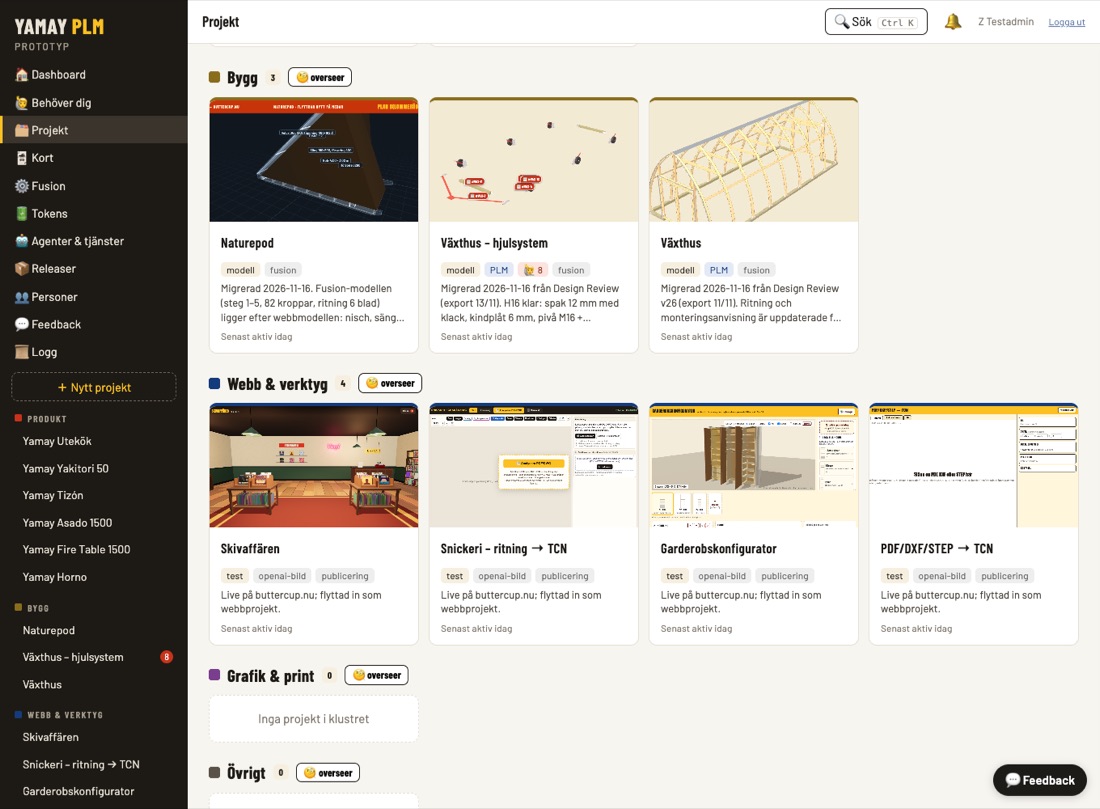 YAMAY PLM
PROTOTYP
Dashboard
Behöver dig
Projekt
Kort
Fusion
Tokens
Agenter & tjänster
Releaser
Personer
Feedback
Logg
+ Nytt projekt
PRODUKT
Yamay Utekök
Yamay Yakitori 50
Yamay Tizón
Yamay Asado 1500
Yamay Fire Table 1500
Yamay Horno
BYGG
Naturepod
Växthus – hjulsystem 8
Växthus
WEBB & VERKTYG
Skivaffären
Snickeri – ritning → TCN
Garderobskonfigurator
Projekt
Sök Ctrl K
Z Testadmin
Logga ut
Bygg 3 overseer
Naturepod
modell fusion
Migrerad 2026-11-16. Fusion-modellen
(steg 1–5, 82 kroppar, ritning 6 blad)
ligger efter webbmodellen: nisch, säng...
Senast aktiv idag
Växthus – hjulsystem
modell PLM 8 fusion
Migrerad 2026-11-16 från Design Review
(export 13/11). H16 klar: spak 12 mm med
klack, kindplåt 6 mm, pivå M16 +...
Senast aktiv idag
Växthus
modell PLM fusion
Migrerad 2026-11-16 från Design Review
v26 (export 11/11). Ritning och
monteringsanvisning är uppdaterade f...
Senast aktiv idag
Webb & verktyg 4 overseer
Skivaffären
test openai-bild publicering
Live på buttercup.nu; flyttad in som
webbprojekt.
Senast aktiv idag
Snickeri – ritning → TCN
test openai-bild publicering
Live på buttercup.nu; flyttad in som
webbprojekt.
Senast aktiv idag
GARDEROBSKONFIGURATOR
Garderobskonfigurator
test openai-bild publicering
Live på buttercup.nu; flyttad in som
webbprojekt.
Senast aktiv idag
PDF/DXF/STEP → TCN
test openai-bild publicering
Live på buttercup.nu; flyttad in som
webbprojekt.
Senast aktiv idag
Grafik & print 0 overseer
Inga projekt i klustret
Övrigt 0 overseer
Feedback